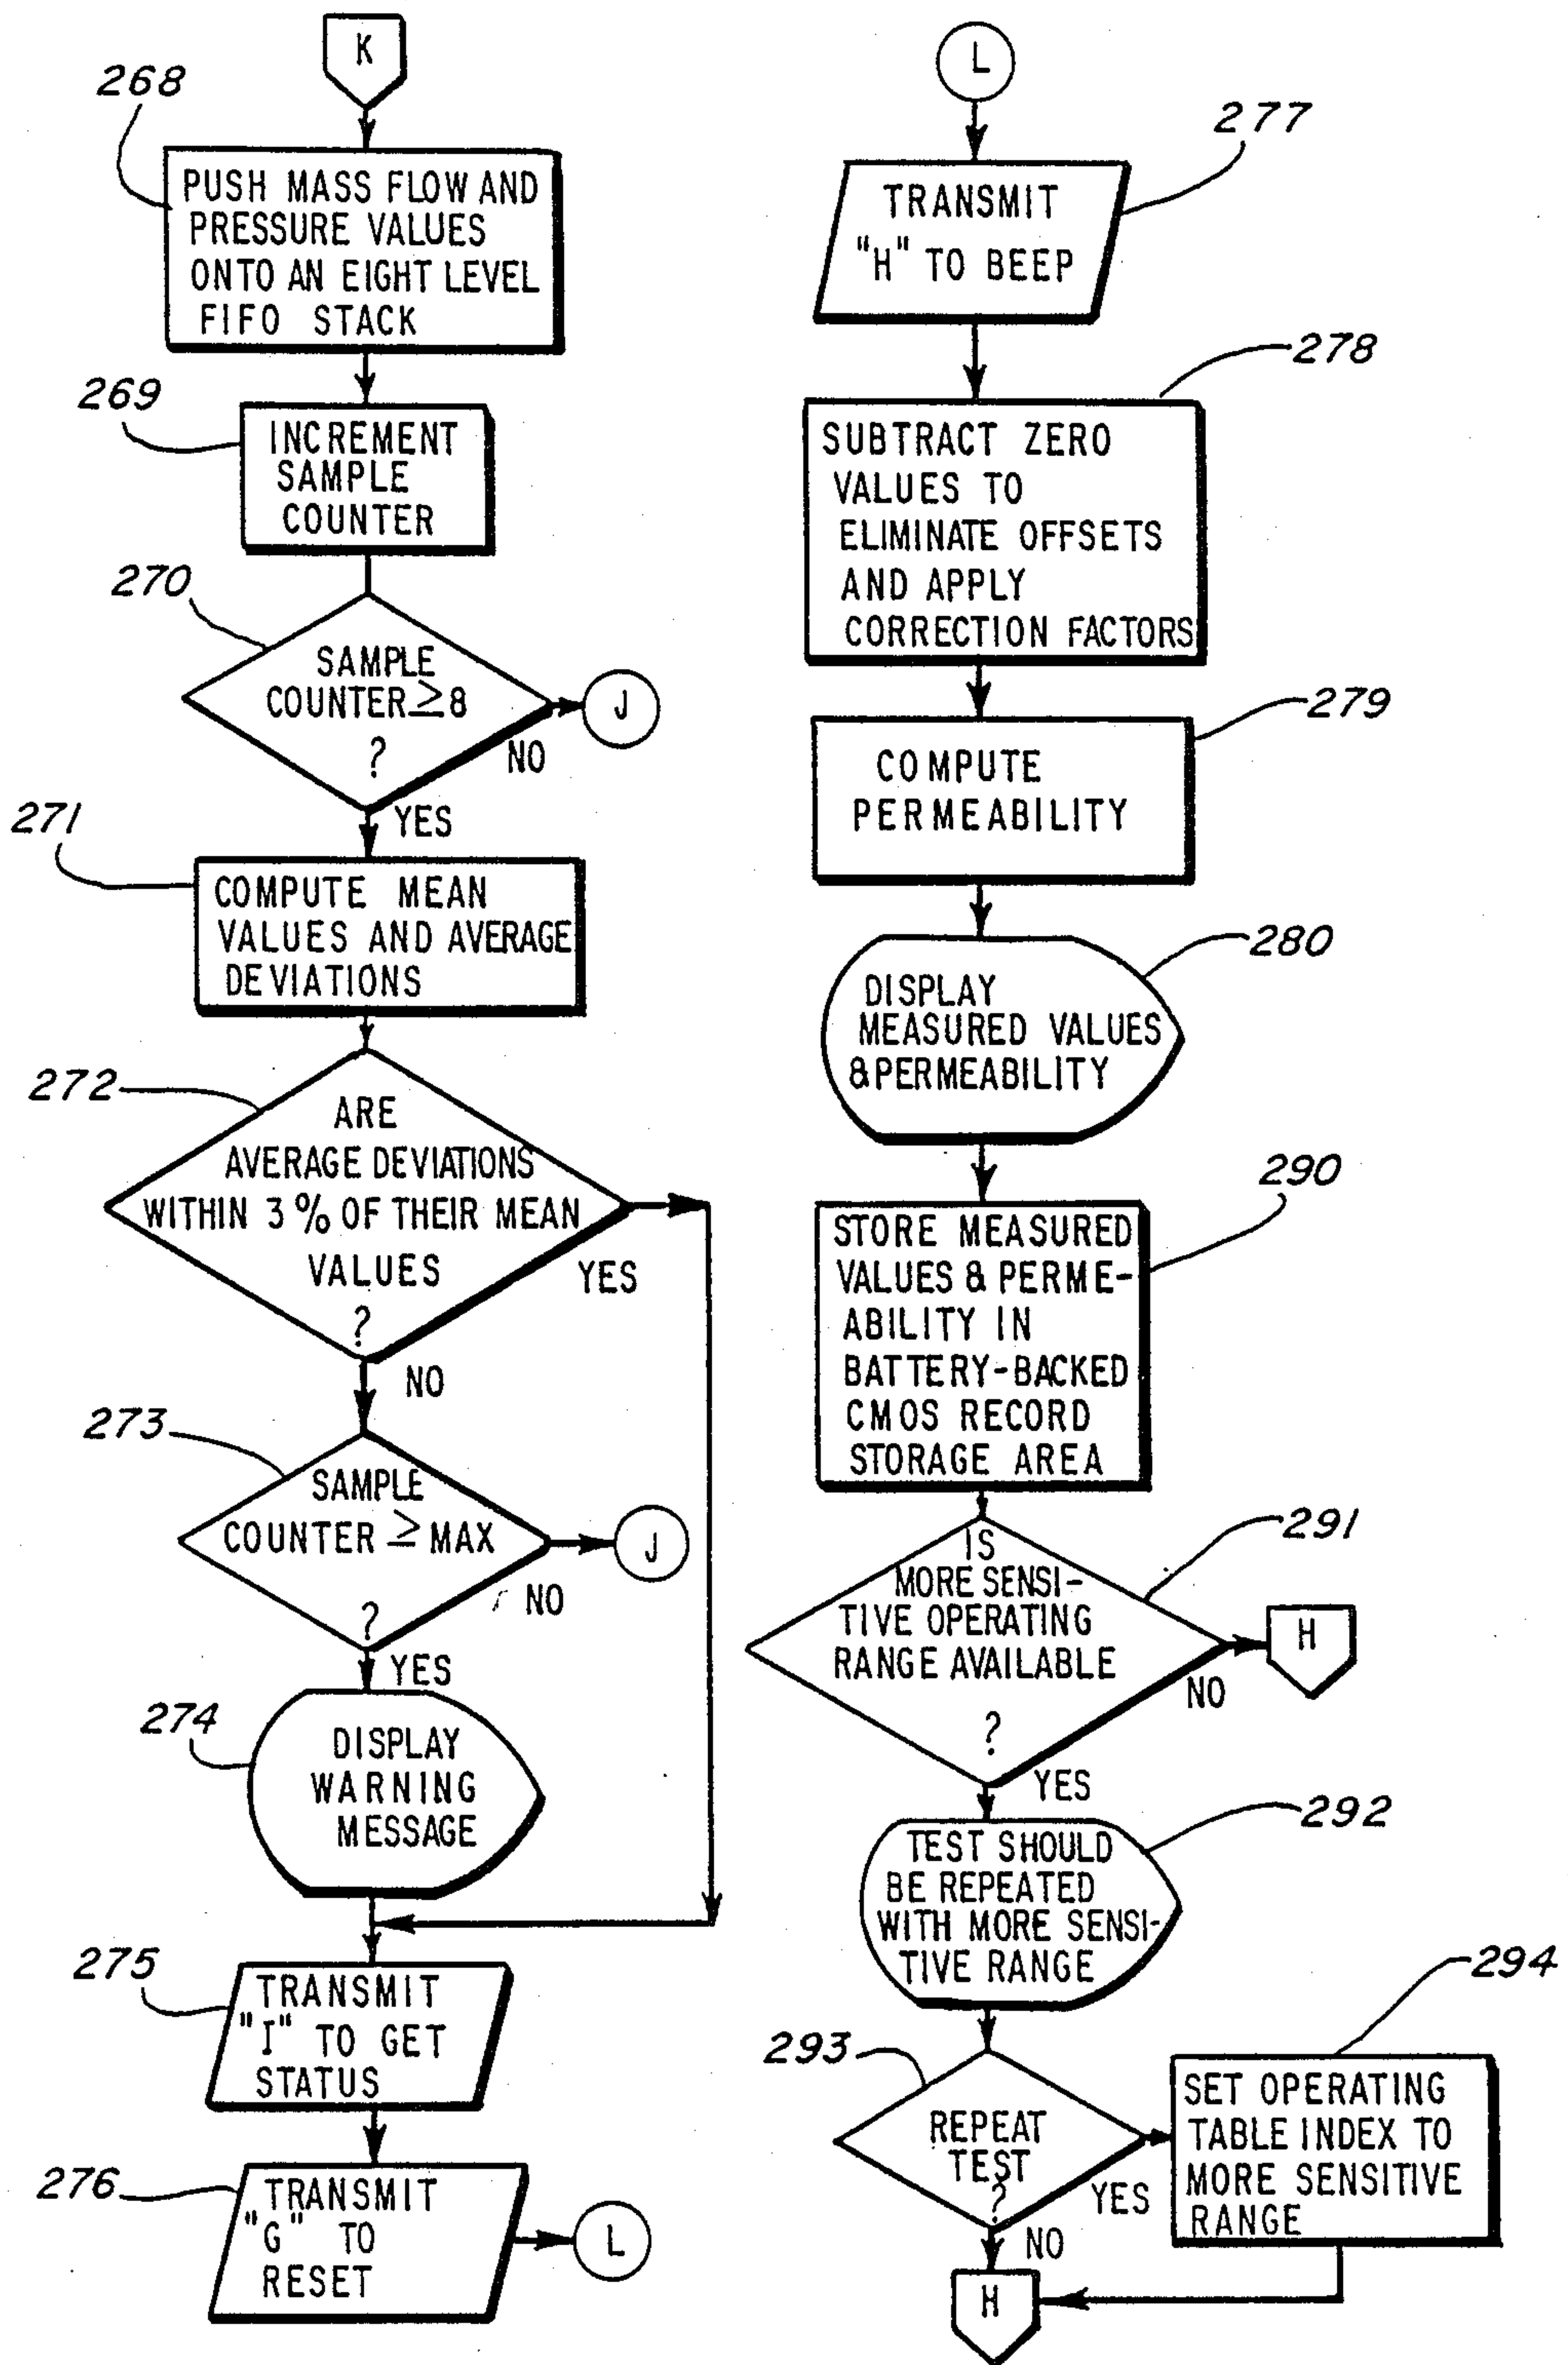 K
268
PUSH MASS FLOW AND
PRESSURE VALUES
ONTO AN EIGHT LEVEL
FIFO STACK
269
INCREMENT
SAMPLE
COUNTER
270
SAMPLE
COUNTER ≥ 8
?
NO
J
YES
271
COMPUTE MEAN
VALUES AND AVERAGE
DEVIATIONS
272
ARE
AVERAGE DEVIATIONS
WITHIN 3% OF THEIR MEAN
VALUES
?
YES
NO
273
SAMPLE
COUNTER ≥ MAX
?
NO
J
YES
274
DISPLAY
WARNING
MESSAGE
275
TRANSMIT
"I" TO GET
STATUS
276
TRANSMIT
"G" TO
RESET
L
L
277
TRANSMIT
"H" TO BEEP
278
SUBTRACT ZERO
VALUES TO
ELIMINATE OFFSETS
AND APPLY
CORRECTION FACTORS
279
COMPUTE
PERMEABILITY
280
DISPLAY
MEASURED VALUES
& PERMEABILITY
290
STORE MEASURED
VALUES & PERME-
ABILITY IN
BATTERY-BACKED
CMOS RECORD
STORAGE AREA
291
IS
MORE SENSI-
TIVE OPERATING
RANGE AVAILABLE
?
NO
H
YES
292
TEST SHOULD
BE REPEATED
WITH MORE SENSI-
TIVE RANGE
293
REPEAT
TEST
?
YES
NO
294
SET OPERATING
TABLE INDEX TO
MORE SENSITIVE
RANGE
H